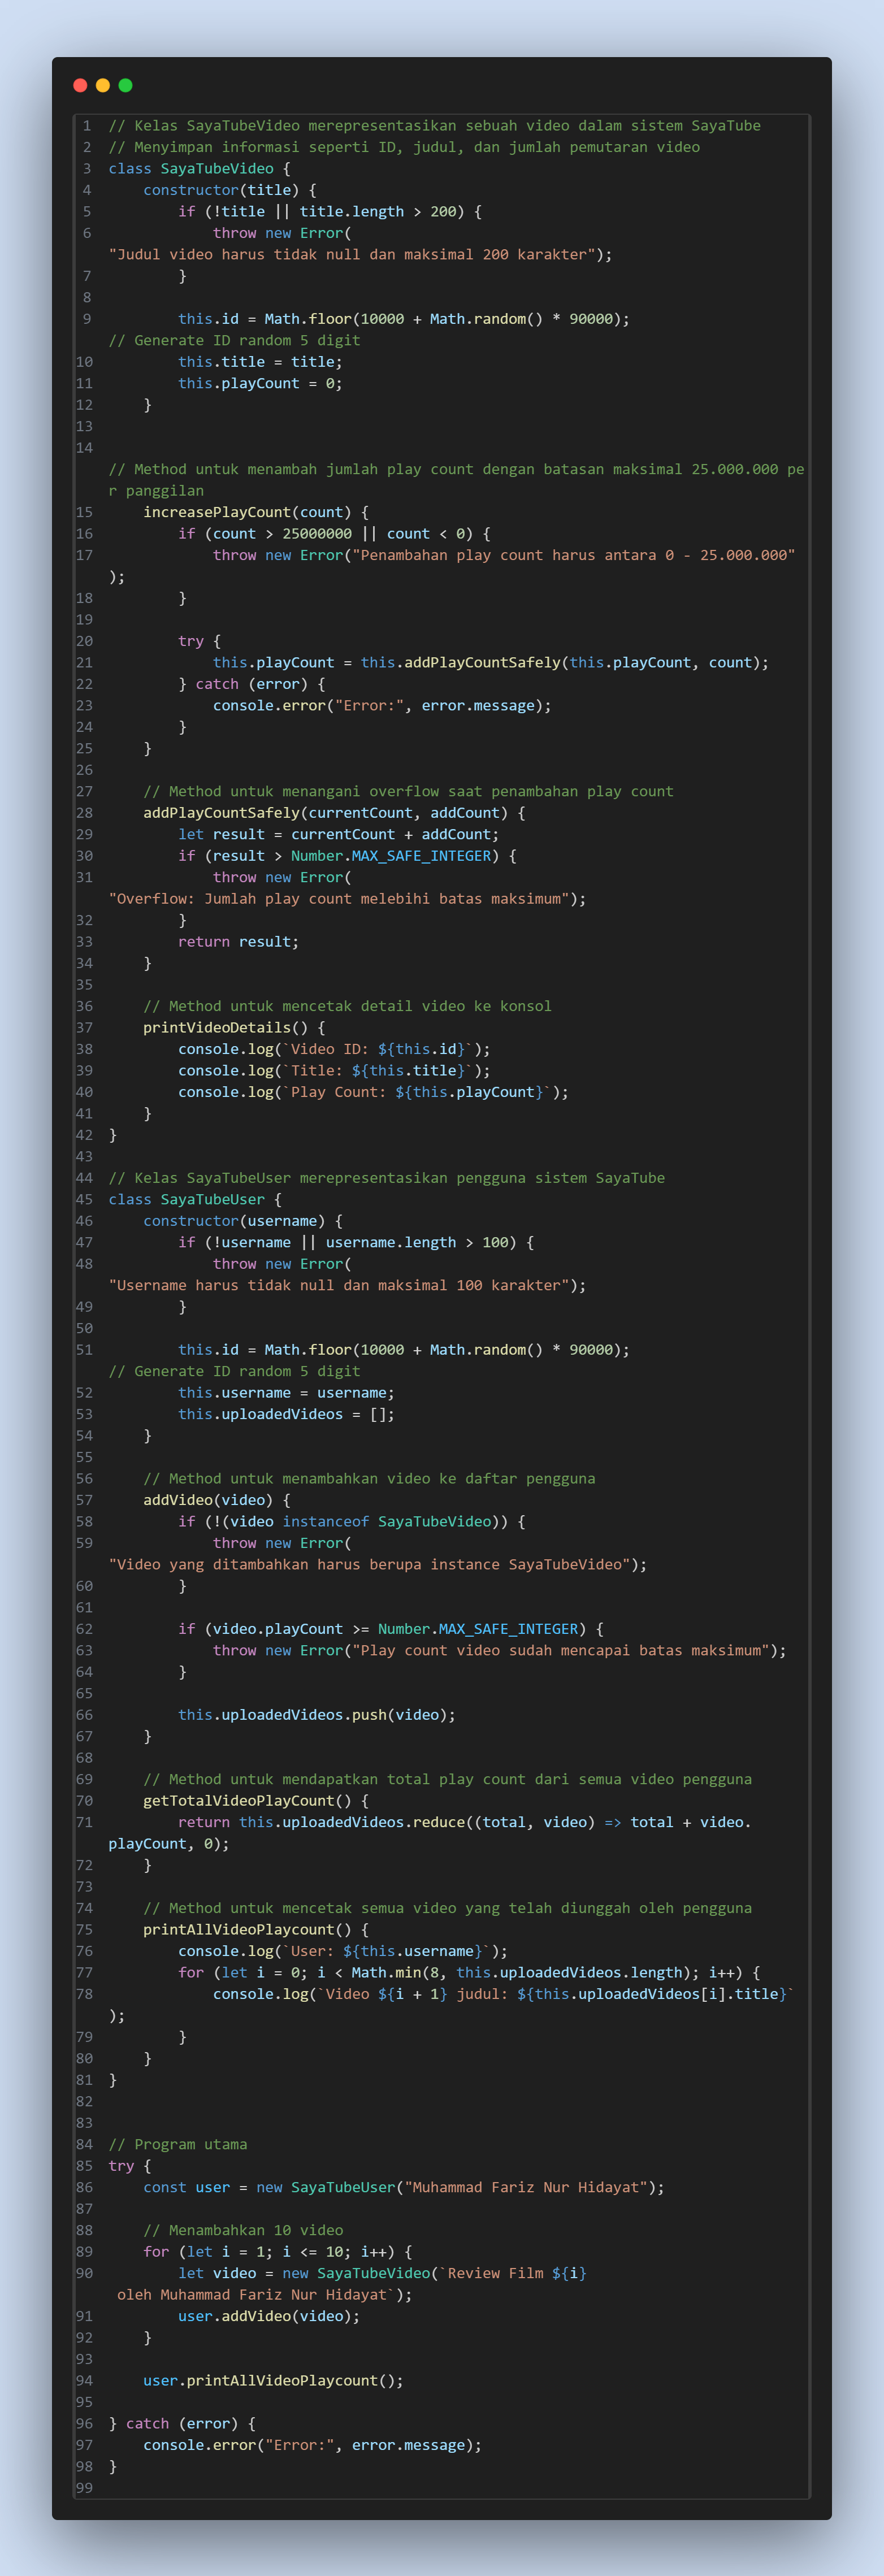 1 // Kelas SayaTubeVideo merepresentasikan sebuah video dalam sistem SayaTube
2 // Menyimpan informasi seperti ID, judul, dan jumlah pemutaran video
3 class SayaTubeVideo {
4     constructor(title) {
5         if (!title || title.length > 200) {
6             throw new Error(
"Judul video harus tidak null dan maksimal 200 karakter");
7         }
8
9         this.id = Math.floor(10000 + Math.random() * 90000);
// Generate ID random 5 digit
10         this.title = title;
11         this.playCount = 0;
12     }
13
14
// Method untuk menambah jumlah play count dengan batasan maksimal 25.000.000 pe
r panggilan
15     increasePlayCount(count) {
16         if (count > 25000000 || count < 0) {
17             throw new Error("Penambahan play count harus antara 0 - 25.000.000"
);
18         }
19
20         try {
21             this.playCount = this.addPlayCountSafely(this.playCount, count);
22         } catch (error) {
23             console.error("Error:", error.message);
24         }
25     }
26
27     // Method untuk menangani overflow saat penambahan play count
28     addPlayCountSafely(currentCount, addCount) {
29         let result = currentCount + addCount;
30         if (result > Number.MAX_SAFE_INTEGER) {
31             throw new Error(
"Overflow: Jumlah play count melebihi batas maksimum");
32         }
33         return result;
34     }
35
36     // Method untuk mencetak detail video ke konsol
37     printVideoDetails() {
38         console.log(`Video ID: ${this.id}`);
39         console.log(`Title: ${this.title}`);
40         console.log(`Play Count: ${this.playCount}`);
41     }
42 }
43
44 // Kelas SayaTubeUser merepresentasikan pengguna sistem SayaTube
45 class SayaTubeUser {
46     constructor(username) {
47         if (!username || username.length > 100) {
48             throw new Error(
"Username harus tidak null dan maksimal 100 karakter");
49         }
50
51         this.id = Math.floor(10000 + Math.random() * 90000);
// Generate ID random 5 digit
52         this.username = username;
53         this.uploadedVideos = [];
54     }
55
56     // Method untuk menambahkan video ke daftar pengguna
57     addVideo(video) {
58         if (!(video instanceof SayaTubeVideo)) {
59             throw new Error(
"Video yang ditambahkan harus berupa instance SayaTubeVideo");
60         }
61
62         if (video.playCount >= Number.MAX_SAFE_INTEGER) {
63             throw new Error("Play count video sudah mencapai batas maksimum");
64         }
65
66         this.uploadedVideos.push(video);
67     }
68
69     // Method untuk mendapatkan total play count dari semua video pengguna
70     getTotalVideoPlayCount() {
71         return this.uploadedVideos.reduce((total, video) => total + video.
playCount, 0);
72     }
73
74     // Method untuk mencetak semua video yang telah diunggah oleh pengguna
75     printAllVideoPlaycount() {
76         console.log(`User: ${this.username}`);
77         for (let i = 0; i < Math.min(8, this.uploadedVideos.length); i++) {
78             console.log(`Video ${i + 1} judul: ${this.uploadedVideos[i].title}`
);
79         }
80     }
81 }
82
83
84 // Program utama
85 try {
86     const user = new SayaTubeUser("Muhammad Fariz Nur Hidayat");
87
88     // Menambahkan 10 video
89     for (let i = 1; i <= 10; i++) {
90         let video = new SayaTubeVideo(`Review Film ${i}
 oleh Muhammad Fariz Nur Hidayat`);
91         user.addVideo(video);
92     }
93
94     user.printAllVideoPlaycount();
95
96 } catch (error) {
97     console.error("Error:", error.message);
98 }
99